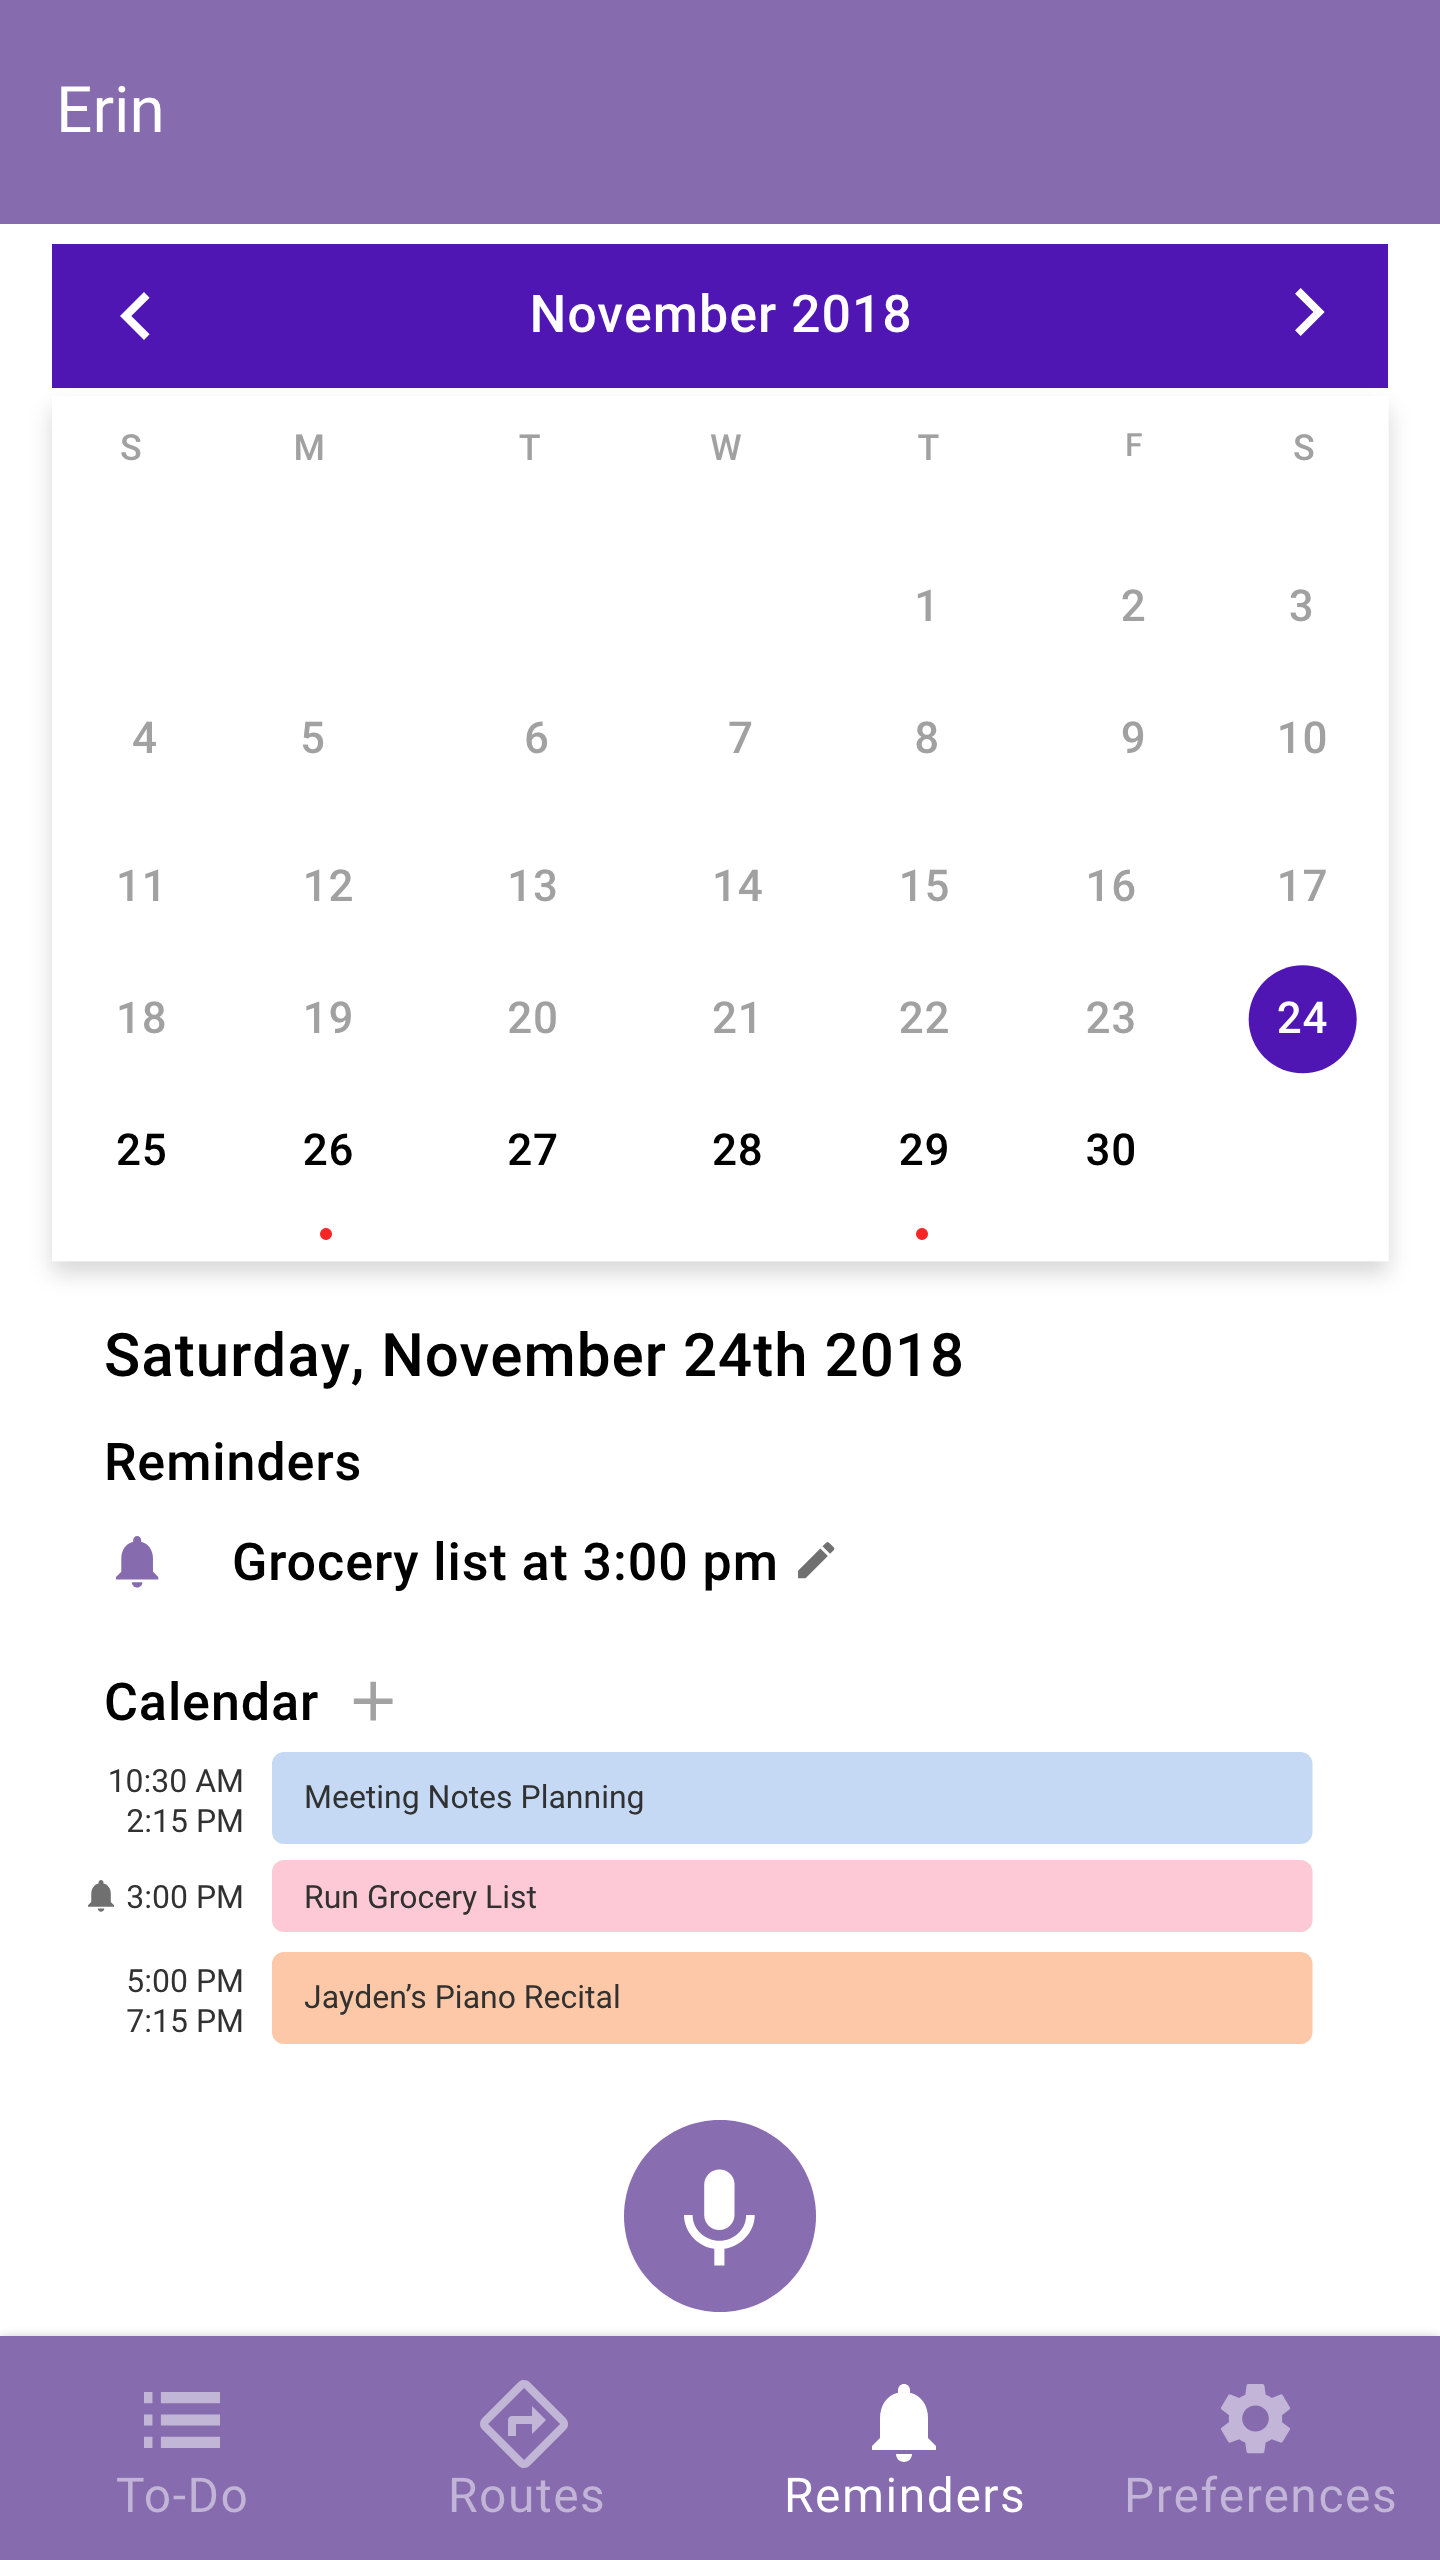 Erin
November 2018
S M T W T F S
1 2 3
4 5 6 7 8 9 10
11 12 13 14 15 16 17
18 19 20 21 22 23 24
25 26 27 28 29 30
Saturday, November 24th 2018
Reminders
Grocery list at 3:00 pm
Calendar
10:30 AM
2:15 PM
Meeting Notes Planning
3:00 PM
Run Grocery List
5:00 PM
7:15 PM
Jayden’s Piano Recital
To-Do
Routes
Reminders
Preferences